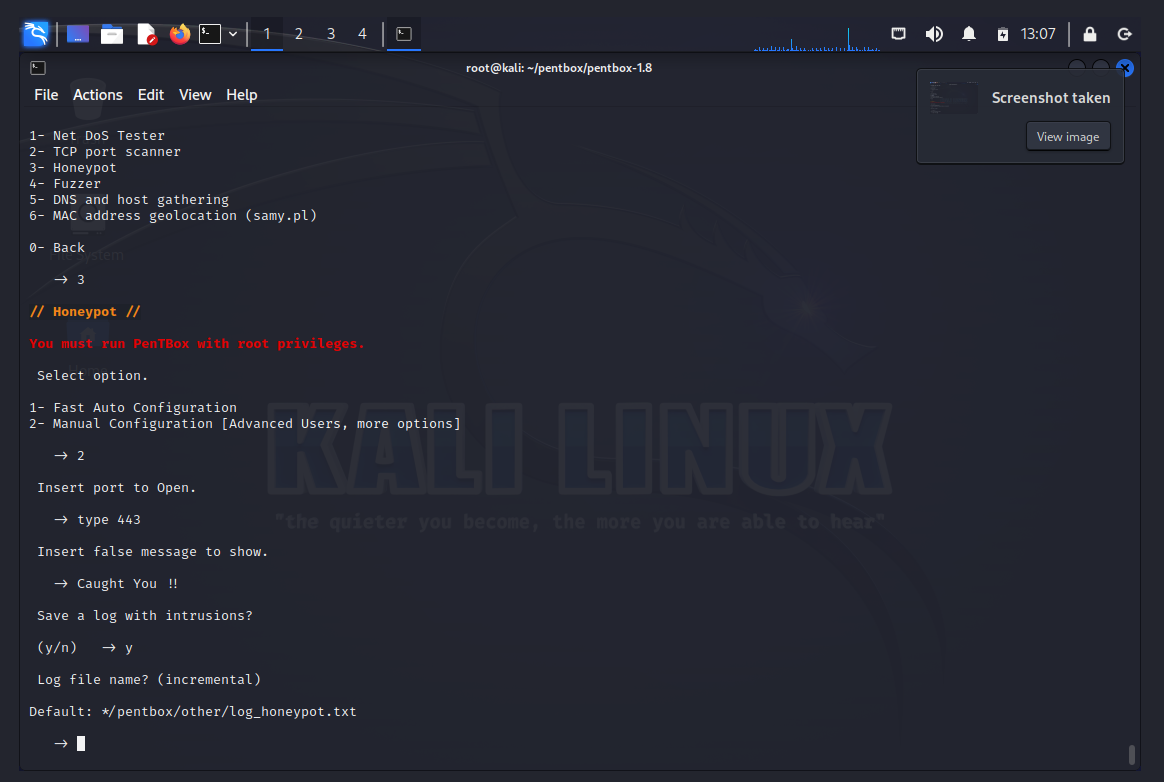 1 2 3 4 13:07
root@kali: ~/pentbox/pentbox-1.8
File Actions Edit View Help
Screenshot taken
View image
1- Net DoS Tester
2- TCP port scanner
3- Honeypot
4- Fuzzer
5- DNS and host gathering
6- MAC address geolocation (samy.pl)
0- Back
File System
→ 3
// Honeypot //
You must run PenTBox with root privileges.
Select option.
1- Fast Auto Configuration
2- Manual Configuration [Advanced Users, more options]
→ 2
KALI LINUX
Insert port to Open.
→ type 443
"the quieter you become, the more you are able to hear"
Insert false message to show.
→ Caught You !!
Save a log with intrusions?
(y/n) → y
Log file name? (incremental)
Default: */pentbox/other/log_honeypot.txt
→